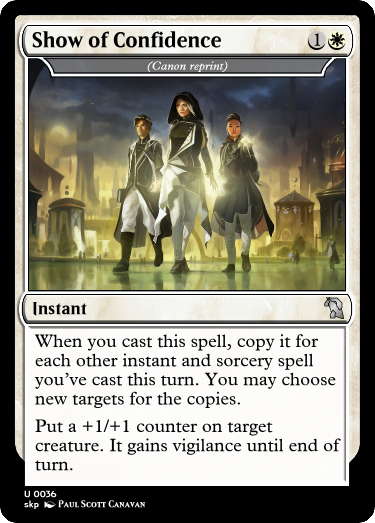 Show of Confidence 1
(Canon reprint)
Instant
When you cast this spell, copy it for
each other instant and sorcery spell
you've cast this turn. You may choose
new targets for the copies.
Put a +1/+1 counter on target
creature. It gains vigilance until end of
turn.
U 0036
skp Paul Scott Canavan